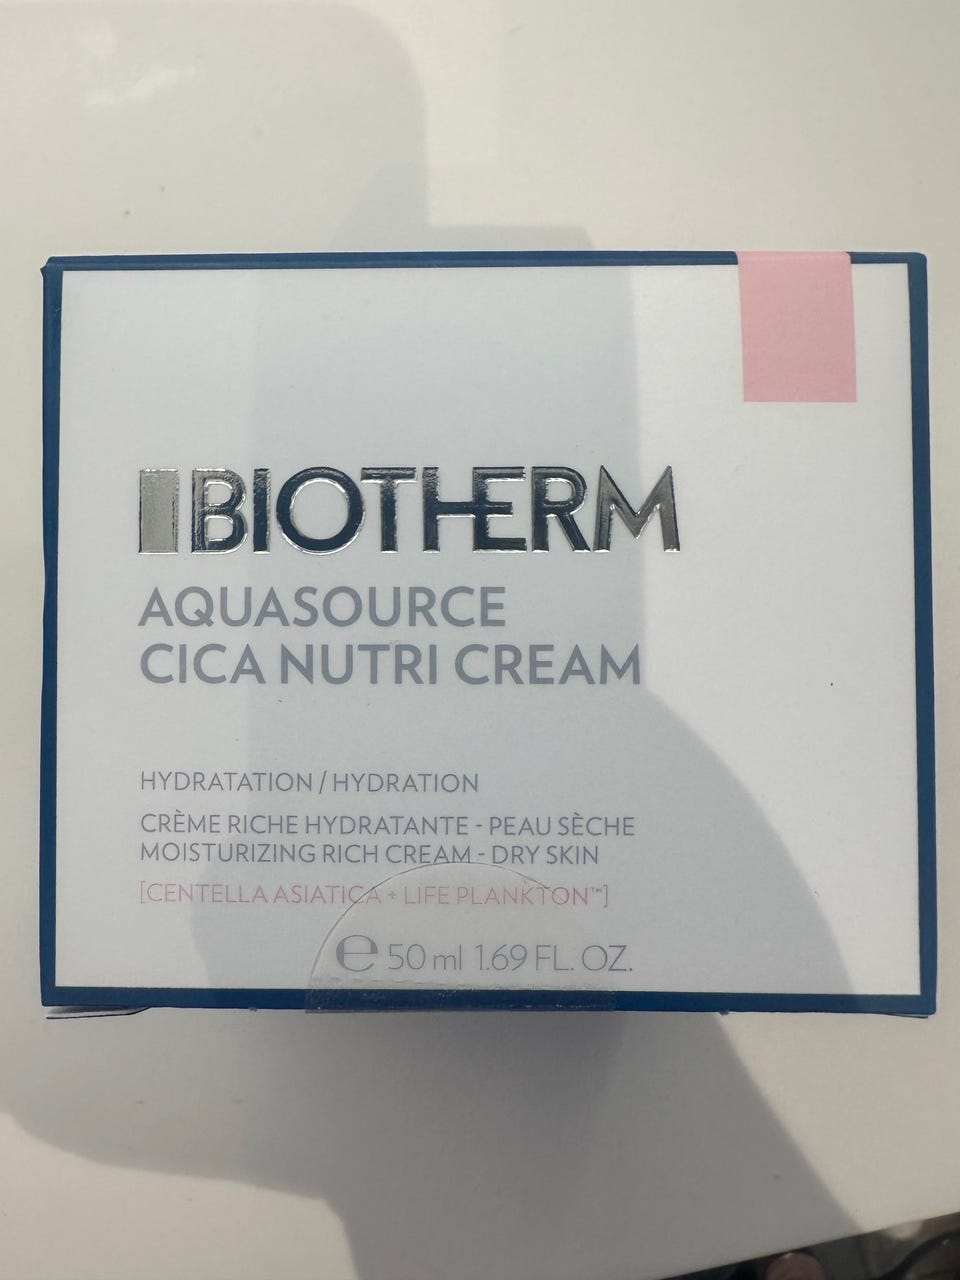 BIOTHERM
AQUASOURCE
CICA NUTRI CREAM
HYDRATATION / HYDRATION
CRÈME RICHE HYDRATANTE - PEAU SÈCHE
MOISTURIZING RICH CREAM - DRY SKIN
[CENTELLA ASIATICA + LIFE PLANKTON™]
℮ 50 ml 1.69 FL. OZ.